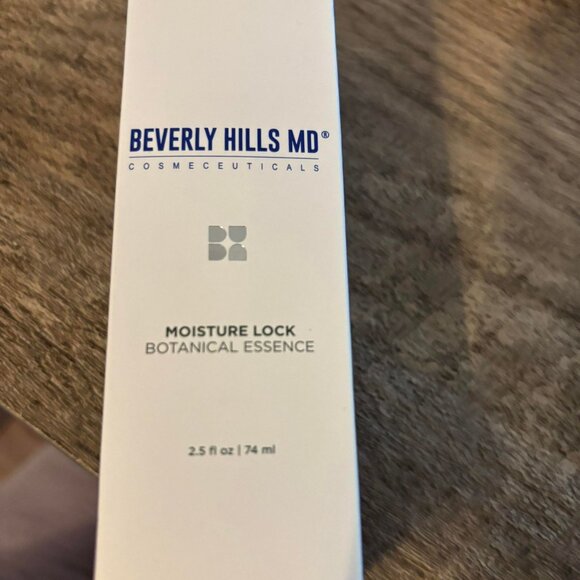 BEVERLY HILLS MD®
COSMECEUTICALS
MOISTURE LOCK
BOTANICAL ESSENCE
2.5 fl oz | 74 ml